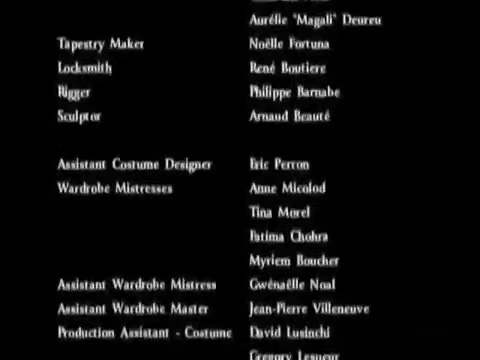 Aurélie "Magali" Deureu
Tapestry Maker Noëlle Fortuna
Locksmith René Boutiere
Rigger Philippe Barnabe
Sculptor Arnaud Beauté
Assistant Costume Designer Eric Perron
Wardrobe Mistresses Anne Micolod
Tina Morel
Fatima Chohra
Myriem Boucher
Assistant Wardrobe Mistress Gwénaëlle Noal
Assistant Wardrobe Master Jean-Pierre Villeneuve
Production Assistant - Costume David Lusinchi
Gregory Lesueur